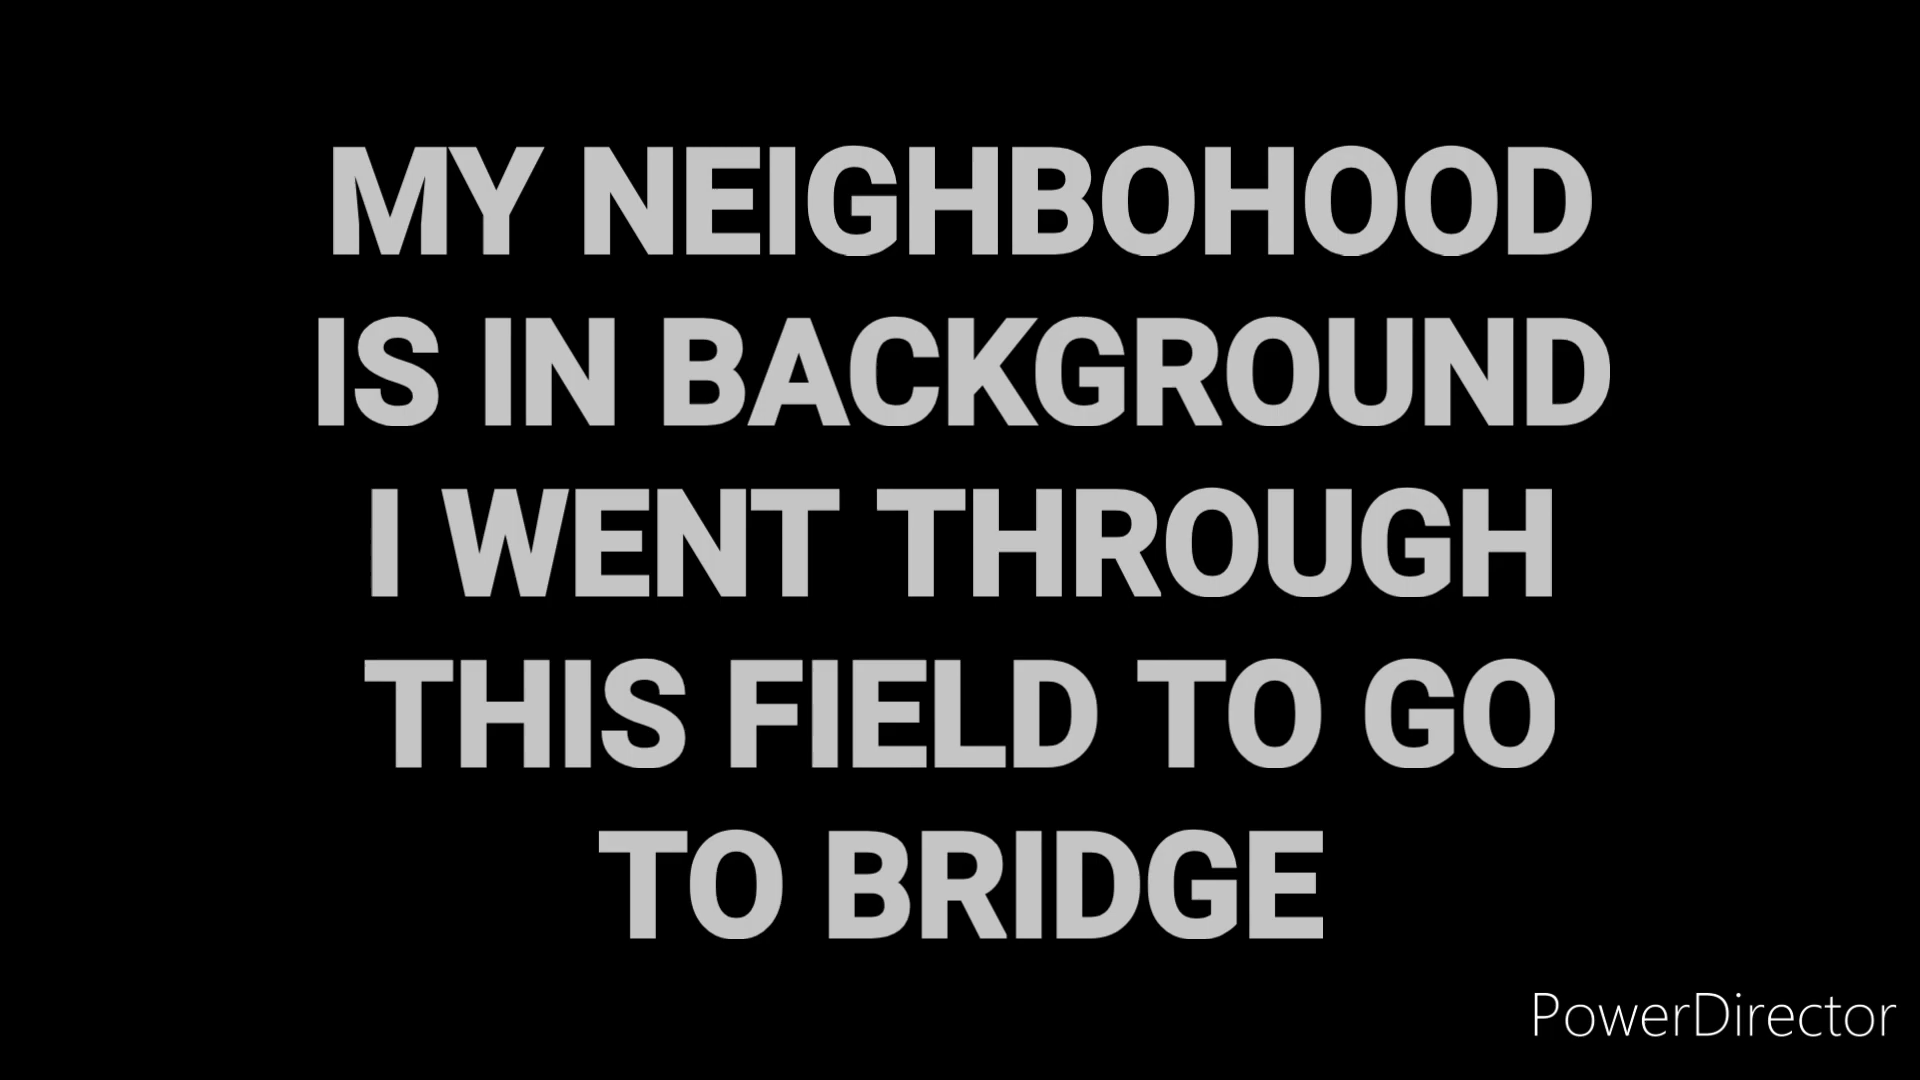 MY NEIGHBOHOOD
IS IN BACKGROUND
I WENT THROUGH
THIS FIELD TO GO
TO BRIDGE
PowerDirector